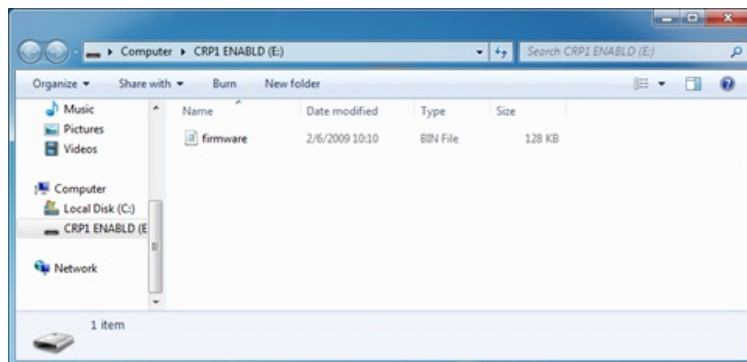 Computer ▸ CRP1 ENABLD (E:)
Search CRP1 ENABLD (E:)
Organize
Share with
Burn
New folder
Music
Pictures
Videos
Computer
Local Disk (C:)
CRP1 ENABLD (E
Network
Name Date modified Type Size
firmware 2/6/2009 10:10 BIN File 128 KB
1 item